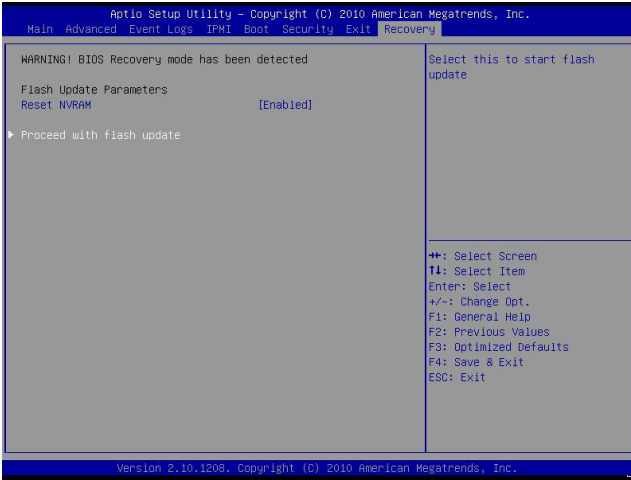 Aptio Setup Utility – Copyright (C) 2010 American Megatrends, Inc.
Main Advanced Event Logs IPMI Boot Security Exit Recovery
WARNING! BIOS Recovery mode has been detected
Flash Update Parameters
Reset NVRAM [Enabled]
▶ Proceed with flash update
Select this to start flash
update
→←: Select Screen
↑↓: Select Item
Enter: Select
+/-: Change Opt.
F1: General Help
F2: Previous Values
F3: Optimized Defaults
F4: Save & Exit
ESC: Exit
Version 2.10.1208. Copyright (C) 2010 American Megatrends, Inc.